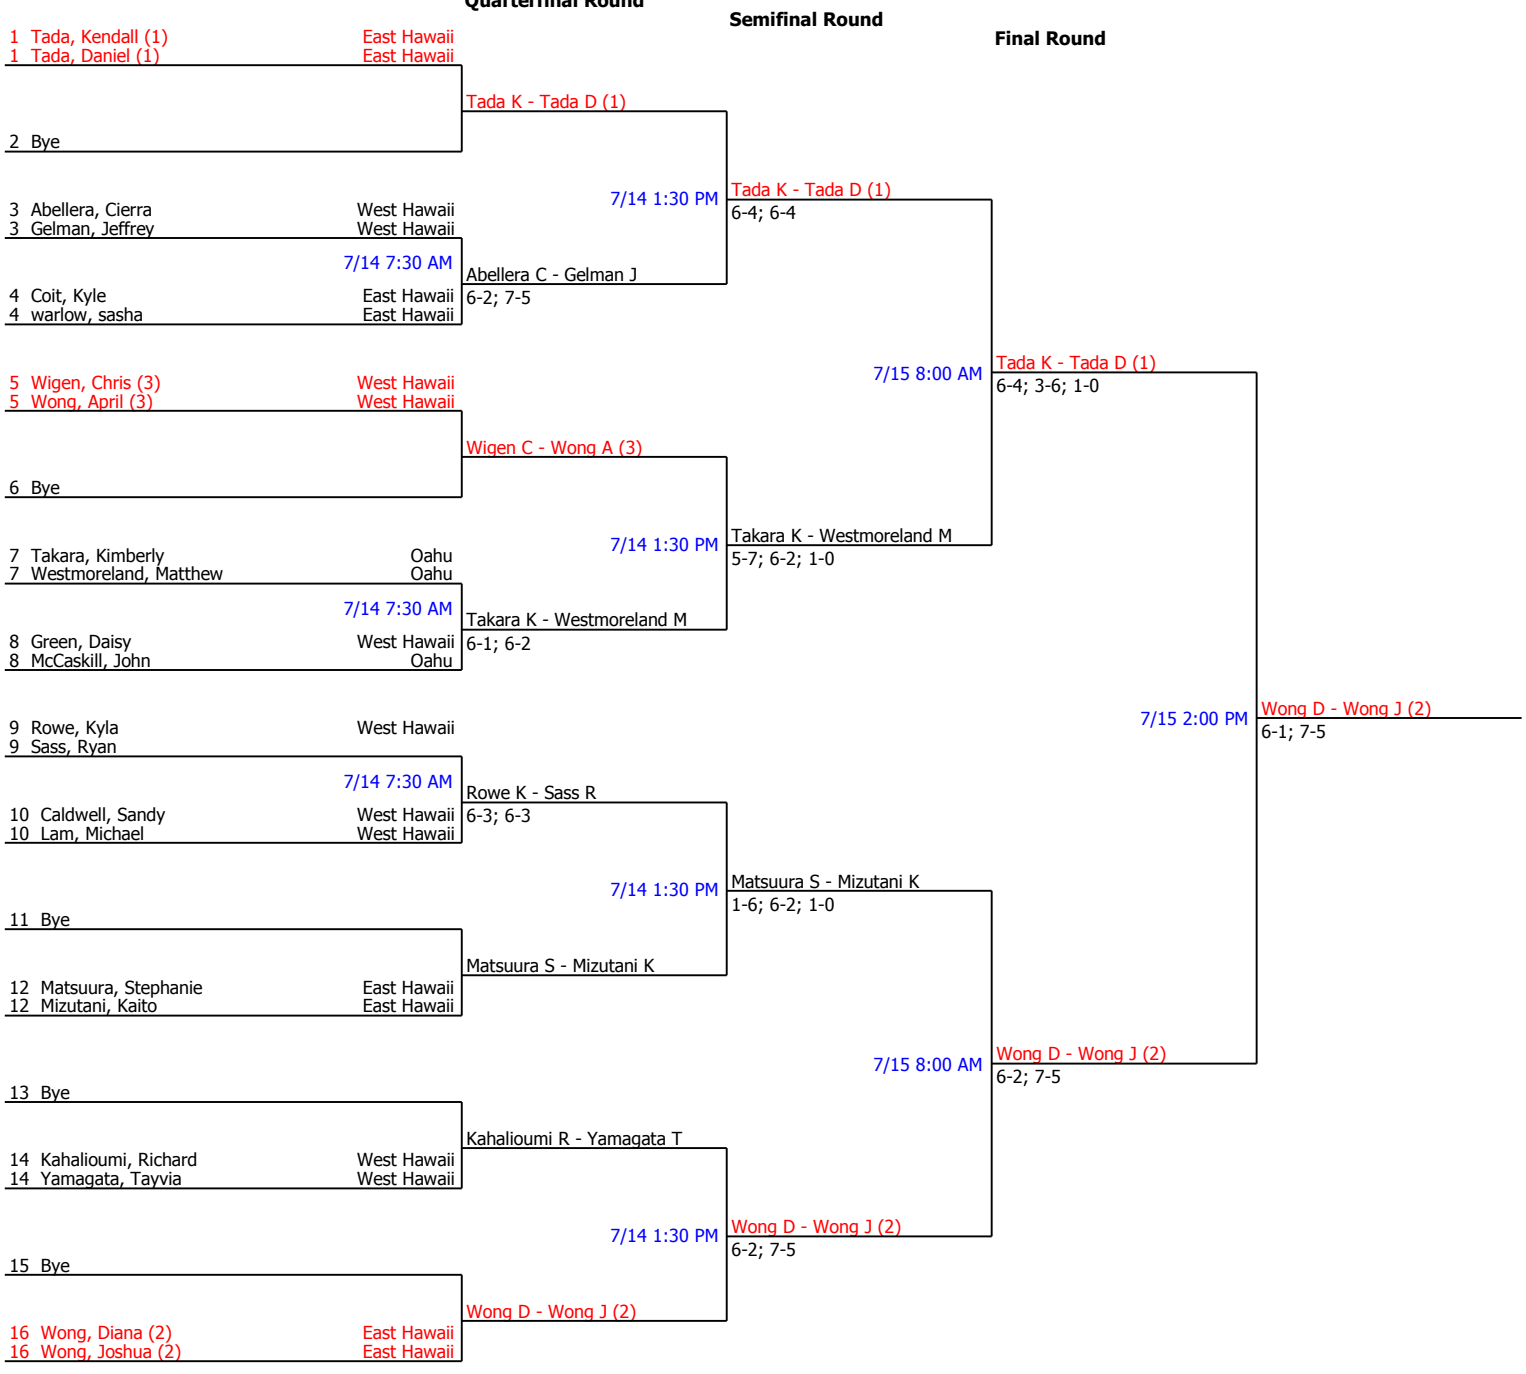 Quarterfinal Round
Semifinal Round
Final Round
1 Tada, Kendall (1) East Hawaii
1 Tada, Daniel (1) East Hawaii
Tada K - Tada D (1)
2 Bye
7/14 1:30 PM
Tada K - Tada D (1)
6-4; 6-4
3 Abellera, Cierra West Hawaii
3 Gelman, Jeffrey West Hawaii
7/14 7:30 AM
Abellera C - Gelman J
6-2; 7-5
4 Coit, Kyle East Hawaii
4 warlow, sasha East Hawaii
7/15 8:00 AM
Tada K - Tada D (1)
6-4; 3-6; 1-0
5 Wigen, Chris (3) West Hawaii
5 Wong, April (3) West Hawaii
Wigen C - Wong A (3)
6 Bye
7/14 1:30 PM
Takara K - Westmoreland M
5-7; 6-2; 1-0
7 Takara, Kimberly Oahu
7 Westmoreland, Matthew Oahu
7/14 7:30 AM
Takara K - Westmoreland M
6-1; 6-2
8 Green, Daisy West Hawaii
8 McCaskill, John Oahu
7/15 2:00 PM
Wong D - Wong J (2)
6-1; 7-5
9 Rowe, Kyla West Hawaii
9 Sass, Ryan
7/14 7:30 AM
Rowe K - Sass R
6-3; 6-3
10 Caldwell, Sandy West Hawaii
10 Lam, Michael West Hawaii
7/14 1:30 PM
Matsuura S - Mizutani K
1-6; 6-2; 1-0
11 Bye
Matsuura S - Mizutani K
12 Matsuura, Stephanie East Hawaii
12 Mizutani, Kaito East Hawaii
7/15 8:00 AM
Wong D - Wong J (2)
6-2; 7-5
13 Bye
Kahalioumi R - Yamagata T
14 Kahalioumi, Richard West Hawaii
14 Yamagata, Tayvia West Hawaii
7/14 1:30 PM
Wong D - Wong J (2)
6-2; 7-5
15 Bye
Wong D - Wong J (2)
16 Wong, Diana (2) East Hawaii
16 Wong, Joshua (2) East Hawaii